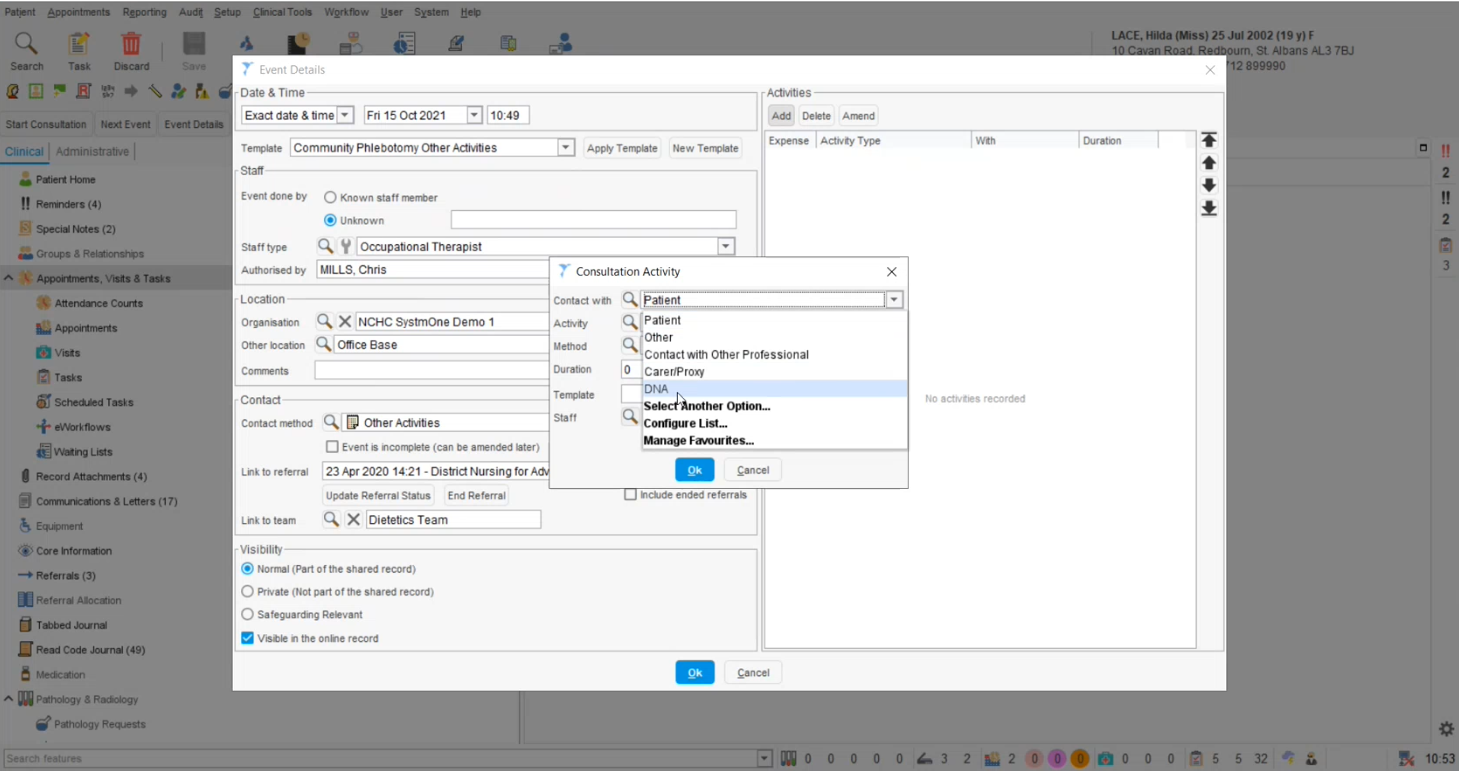 Patient Appointments Reporting Audit Setup Clinical Tools Workflow User System Help
Search Task Discard Save
LACE, Hilda (Miss) 25 Jul 2002 (19 y) F
10 Cavan Road, Redbourn, St. Albans AL3 7BJ
712 899990
Start Consultation Next Event Event Details
Clinical Administrative
Patient Home
Reminders (4)
Special Notes (2)
Groups & Relationships
Appointments, Visits & Tasks
Attendance Counts
Appointments
Visits
Tasks
Scheduled Tasks
eWorkflows
Waiting Lists
Record Attachments (4)
Communications & Letters (17)
Equipment
Core Information
Referrals (3)
Referral Allocation
Tabbed Journal
Read Code Journal (49)
Medication
Pathology & Radiology
Pathology Requests
Event Details
Date & Time
Exact date & time Fri 15 Oct 2021 10:49
Template Community Phlebotomy Other Activities Apply Template New Template
Staff
Event done by Known staff member
Unknown
Staff type Occupational Therapist
Authorised by MILLS, Chris
Location
Organisation NCHC SystmOne Demo 1
Other location Office Base
Comments
Contact
Contact method Other Activities
Event is incomplete (can be amended later)
Link to referral 23 Apr 2020 14:21 - District Nursing for Adv
Update Referral Status End Referral Include ended referrals
Link to team Dietetics Team
Visibility
Normal (Part of the shared record)
Private (Not part of the shared record)
Safeguarding Relevant
Visible in the online record
Ok Cancel
Activities
Add Delete Amend
Expense Activity Type With Duration
No activities recorded
Consultation Activity
Contact with Patient
Activity
Method
Duration 0
Template
Staff
Patient
Other
Contact with Other Professional
Carer/Proxy
DNA
Select Another Option...
Configure List...
Manage Favourites...
Ok Cancel
2
2
3
Search features
0 0 0 0 0 3 2 2 0 0 0 0 0 0 5 5 32 10:53